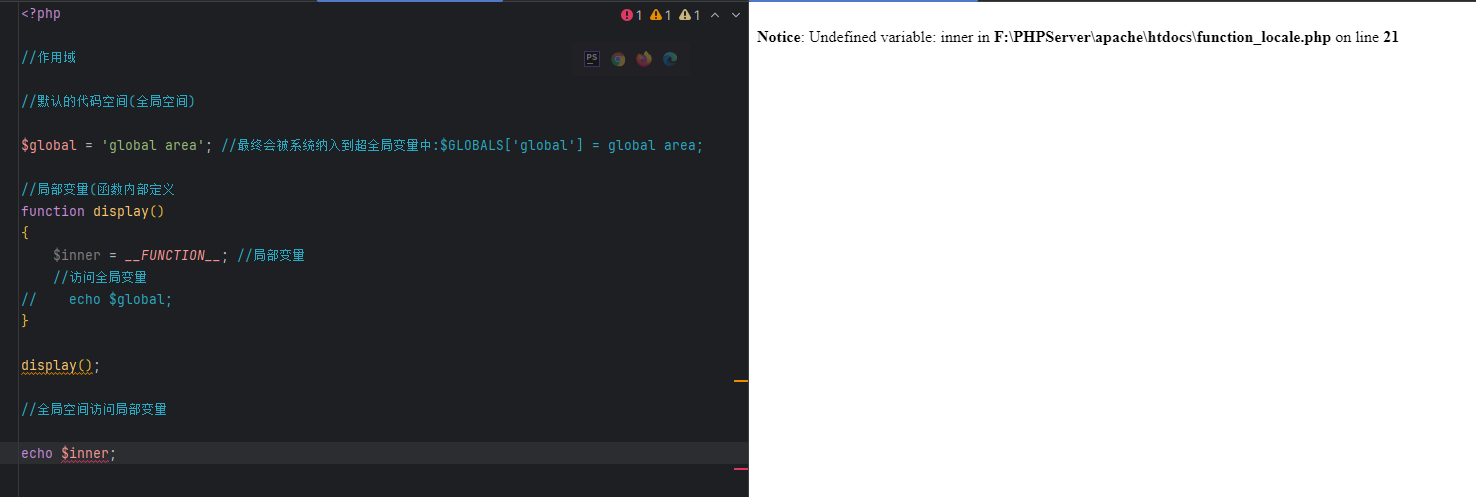 <?php
1 1 1
//作用域
PS
//默认的代码空间(全局空间)
$global = 'global area'; //最终会被系统纳入到超全局变量中:$GLOBALS['global'] = global area;
//局部变量(函数内部定义
function display()
{
    $inner = __FUNCTION__; //局部变量
    //访问全局变量
//    echo $global;
}
display();
//全局空间访问局部变量
echo $inner;
Notice: Undefined variable: inner in F:\PHPServer\apache\htdocs\function_locale.php on line 21